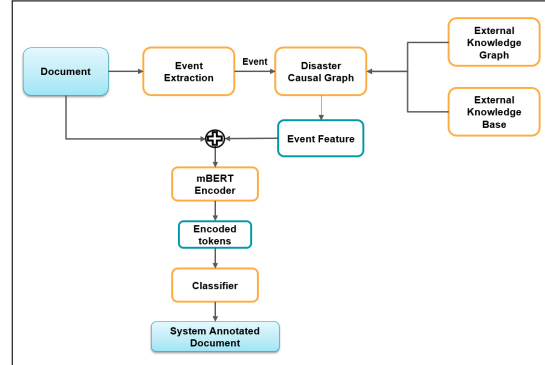 Document
Event
Extraction
Event
Disaster
Causal Graph
External
Knowledge
Graph
External
Knowledge
Base
Event Feature
mBERT
Encoder
Encoded
tokens
Classifier
System Annotated
Document